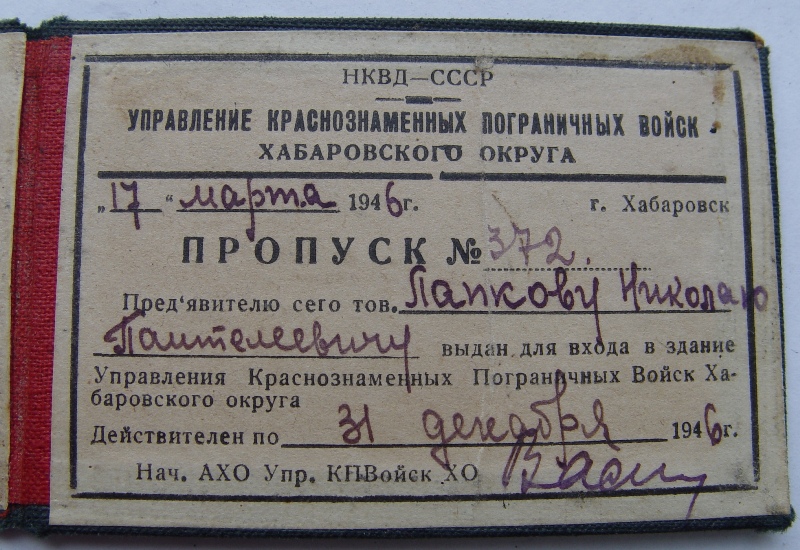 НКВД—СССР
УПРАВЛЕНИЕ КРАСНОЗНАМЕННЫХ ПОГРАНИЧНЫХ ВОЙСК
ХАБАРОВСКОГО ОКРУГА
„17 “ марта 1946г. г. Хабаровск
ПРОПУСК № 372.
Пред'явителю сего тов. Папкову Николаю
Пантелеевичу выдан для входа в здание
Управления Краснознаменных Пограничных Войск Ха-
баровского округа
Действителен по 31 декабря 1946г.
Нач. АХО Упр. КПВойск ХО